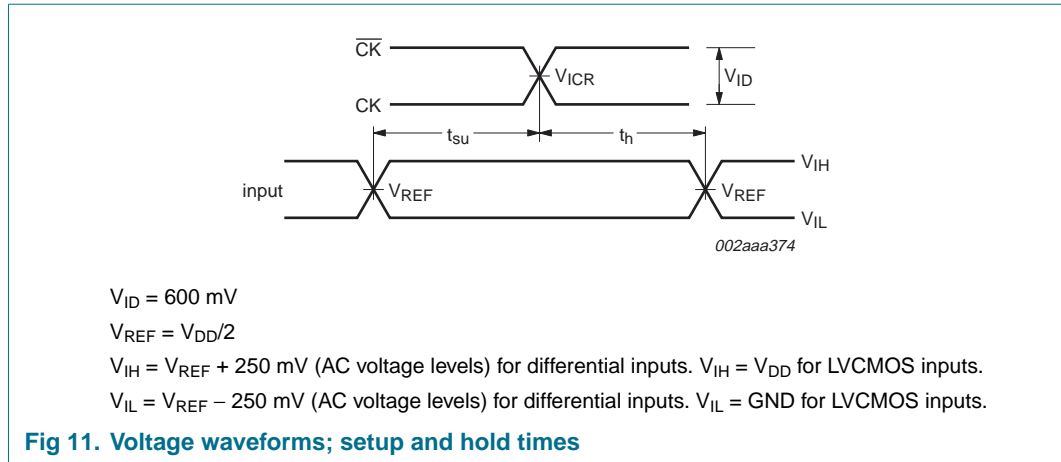 C̅K̅
V_ICR
V_ID
CK
t_su
t_h
V_IH
input
V_REF
V_REF
V_IL
002aaa374
V_ID = 600 mV
V_REF = V_DD/2
V_IH = V_REF + 250 mV (AC voltage levels) for differential inputs. V_IH = V_DD for LVCMOS inputs.
V_IL = V_REF − 250 mV (AC voltage levels) for differential inputs. V_IL = GND for LVCMOS inputs.
Fig 11. Voltage waveforms; setup and hold times